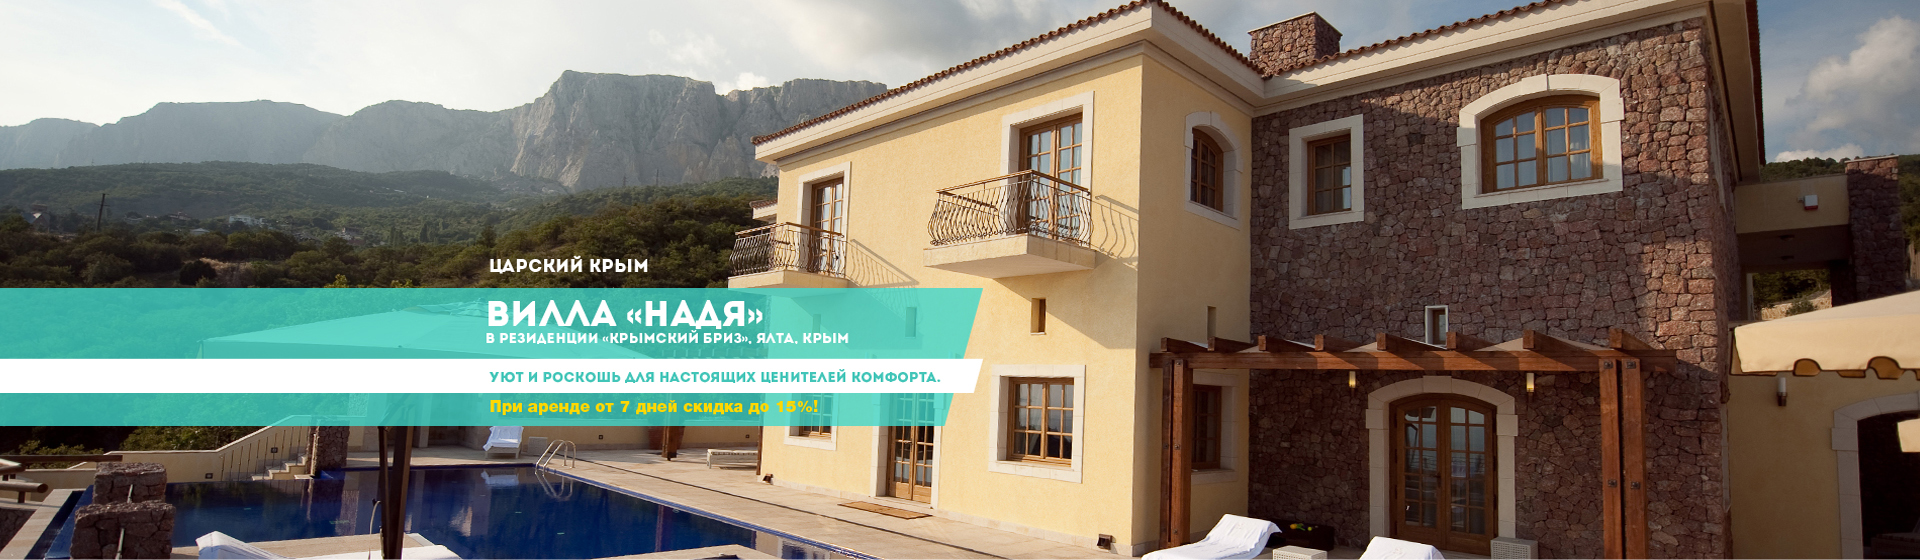 ЦАРСКИЙ КРЫМ
ВИЛЛА «НАДЯ»
В РЕЗИДЕНЦИИ «КРЫМСКИЙ БРИЗ», ЯЛТА, КРЫМ
УЮТ И РОСКОШЬ ДЛЯ НАСТОЯЩИХ ЦЕНИТЕЛЕЙ КОМФОРТА.
При аренде от 7 дней скидка до 15%!